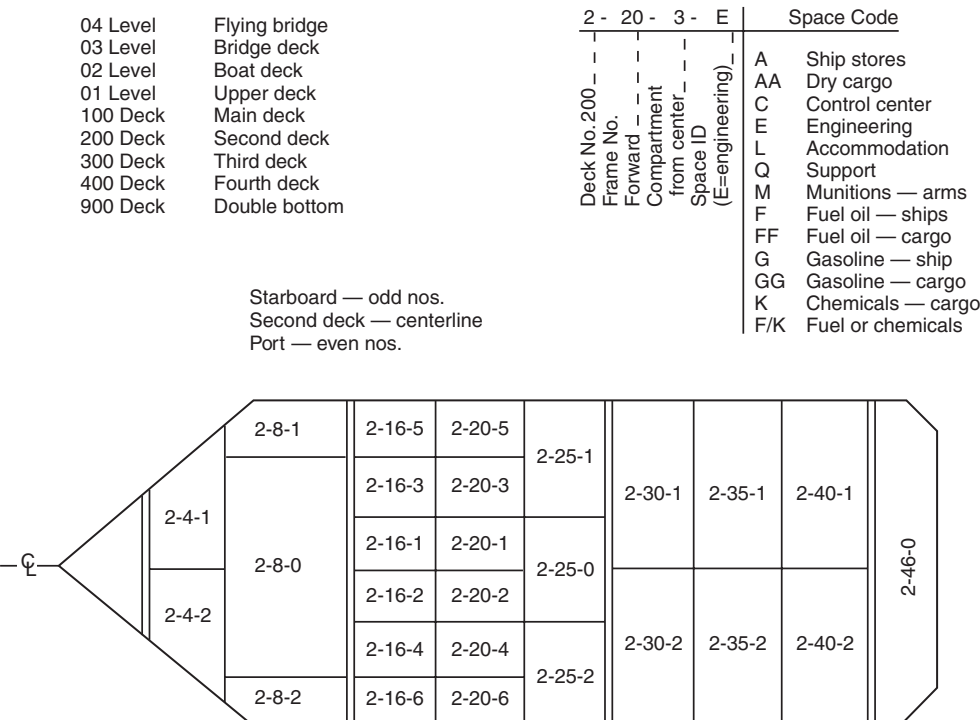 04 Level Flying bridge
03 Level Bridge deck
02 Level Boat deck
01 Level Upper deck
100 Deck Main deck
200 Deck Second deck
300 Deck Third deck
400 Deck Fourth deck
900 Deck Double bottom
2 - 20 - 3 - E Space Code
Deck No. 200
Frame No.
Forward
Compartment
from center
Space ID
(E=engineering)
A Ship stores
AA Dry cargo
C Control center
E Engineering
L Accommodation
Q Support
M Munitions — arms
F Fuel oil — ships
FF Fuel oil — cargo
G Gasoline — ship
GG Gasoline — cargo
K Chemicals — cargo
F/K Fuel or chemicals
Starboard — odd nos.
Second deck — centerline
Port — even nos.
2-8-1 2-16-5 2-20-5
2-25-1
2-16-3 2-20-3
2-30-1 2-35-1 2-40-1
2-4-1
2-16-1 2-20-1
℄ 2-8-0 2-25-0 2-46-0
2-16-2 2-20-2
2-4-2
2-16-4 2-20-4 2-30-2 2-35-2 2-40-2
2-25-2
2-8-2 2-16-6 2-20-6